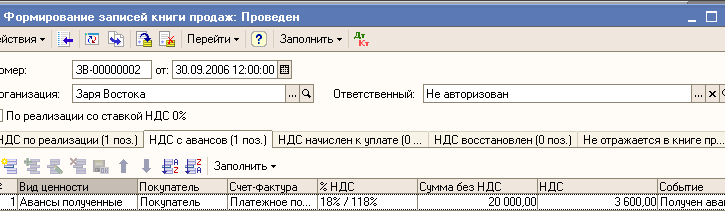 Формирование записей книги продаж: Проведен
ействия Перейти Заполнить Дт Кт
омер: ЗВ-00000002 от: 30.09.2006 12:00:00
рганизация: Заря Востока ... Ответственный: Не авторизован ... x
По реализации со ставкой НДС 0%
НДС по реализации (1 поз.) НДС с авансов (1 поз.) НДС начислен к уплате (0 ... НДС восстановлен (0 поз.) Не отражается в книге пр...
Заполнить
Вид ценности Покупатель Счет-Фактура % НДС Сумма без НДС НДС Событие
1 Авансы полученные Покупатель Платежное по... 18% / 118% 20 000,00 3 600,00 Получен ава